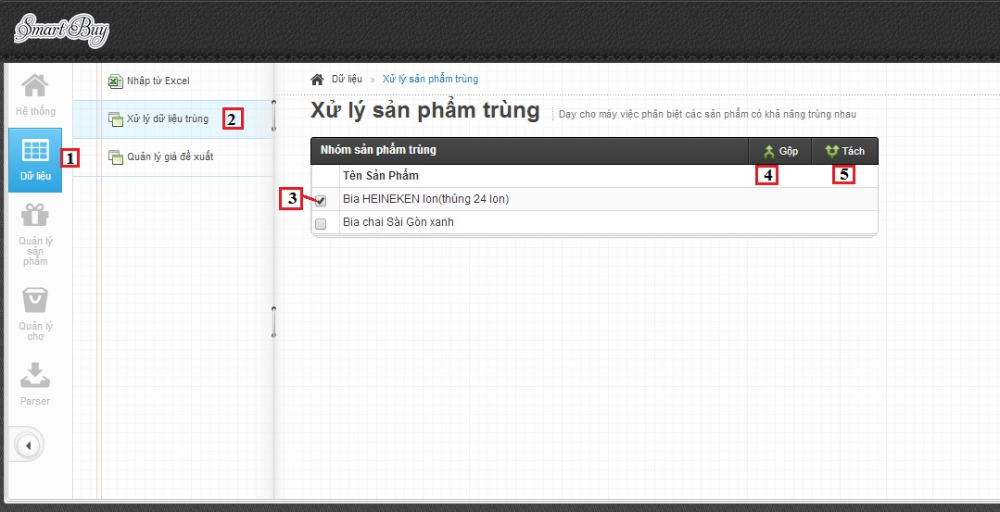 Smart Buy
Hệ thống
Dữ liệu
1
Quản lý
sản
phẩm
Quản lý
chợ
Parser
Nhập từ Excel
Xử lý dữ liệu trùng
2
Quản lý giá đề xuất
Dữ liệu » Xử lý sản phẩm trùng
Xử lý sản phẩm trùng
Dạy cho máy việc phân biệt các sản phẩm có khả năng trùng nhau
Nhóm sản phẩm trùng
Gộp
Tách
4
5
Tên Sản Phẩm
3
Bia HEINEKEN lon(thùng 24 lon)
Bia chai Sài Gòn xanh